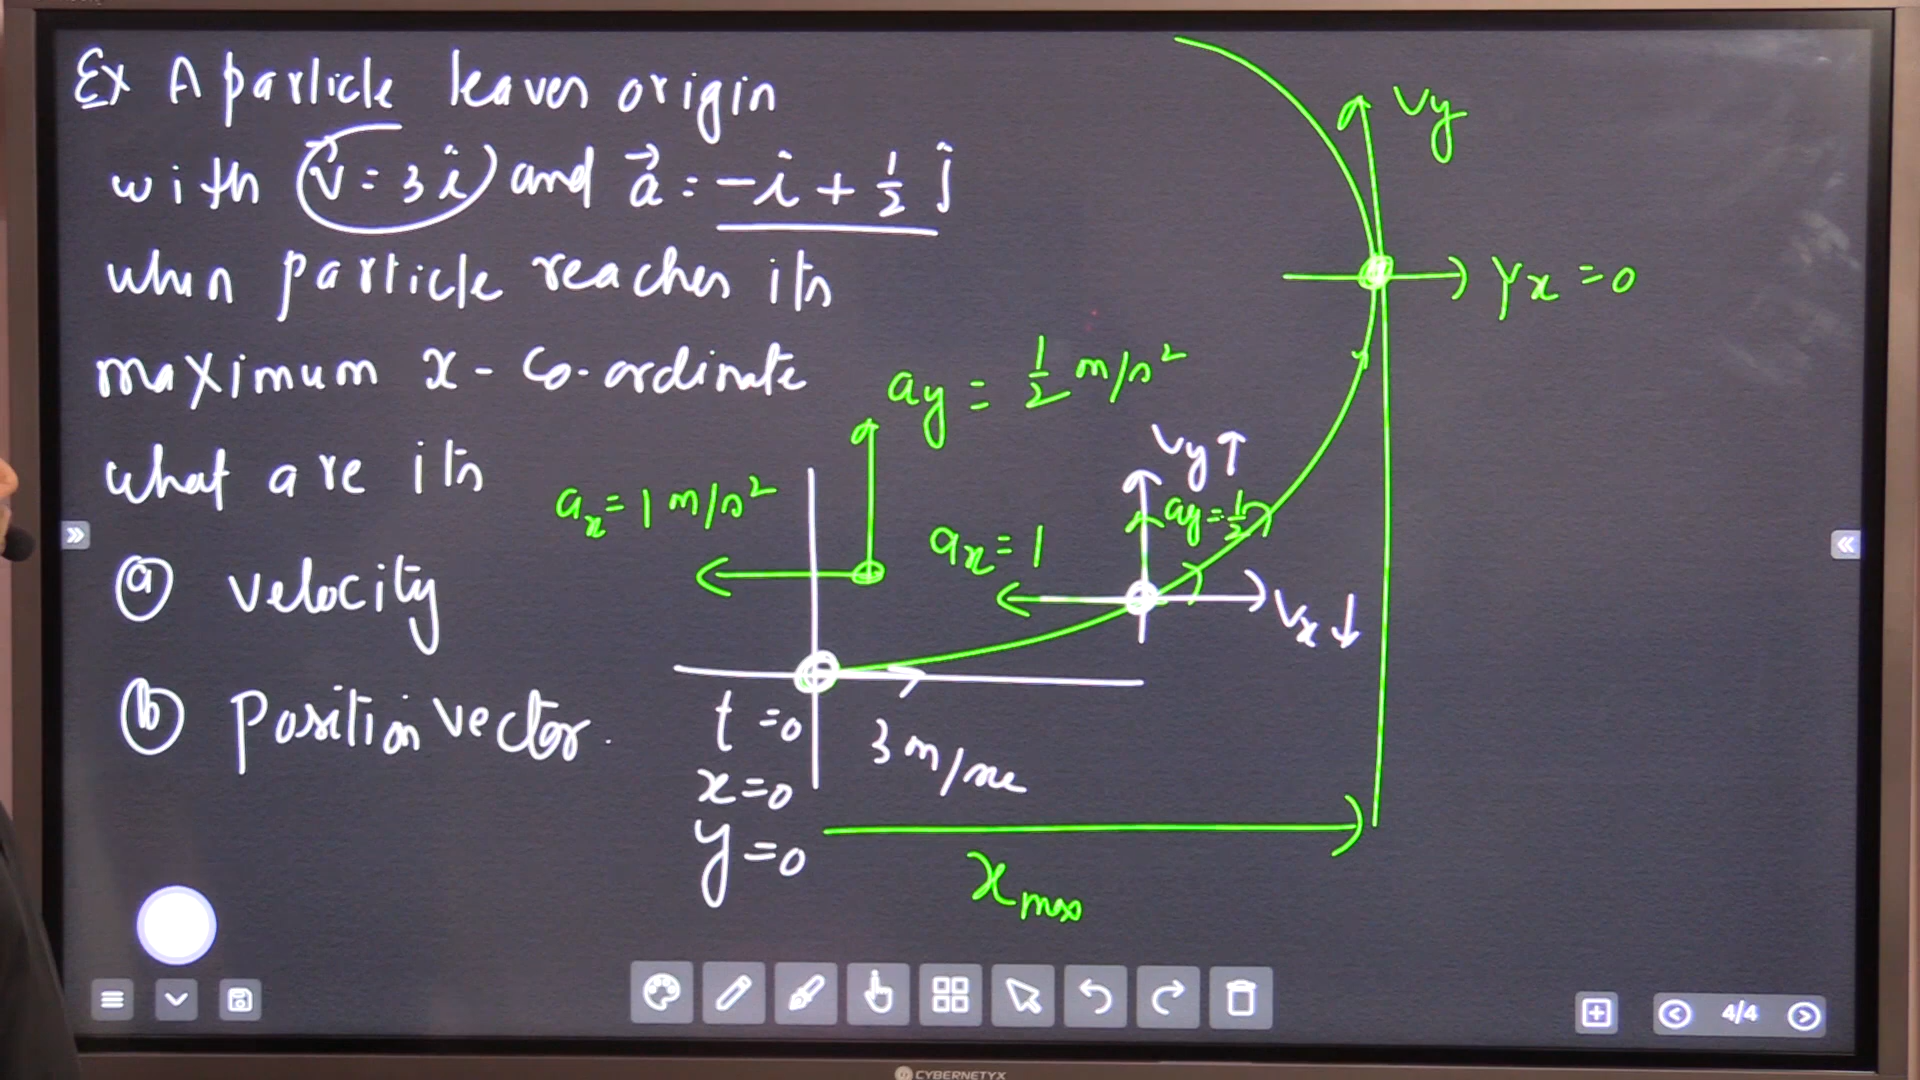 Ex A particle leaves origin
with v⃗ = 3î and a⃗ = -î + 1/2 ĵ
when particle reaches its
maximum x - co-ordinate
what are its
(a) velocity
(b) position vector.
Vy
Vx = 0
ay = 1/2 m/s²
ax = 1 m/s²
Vy ↑
ay = 1/2
ax = 1
Vx ↓
t = 0
x = 0
y = 0
3 m/sec
x max
4/4
CYBERNETYX